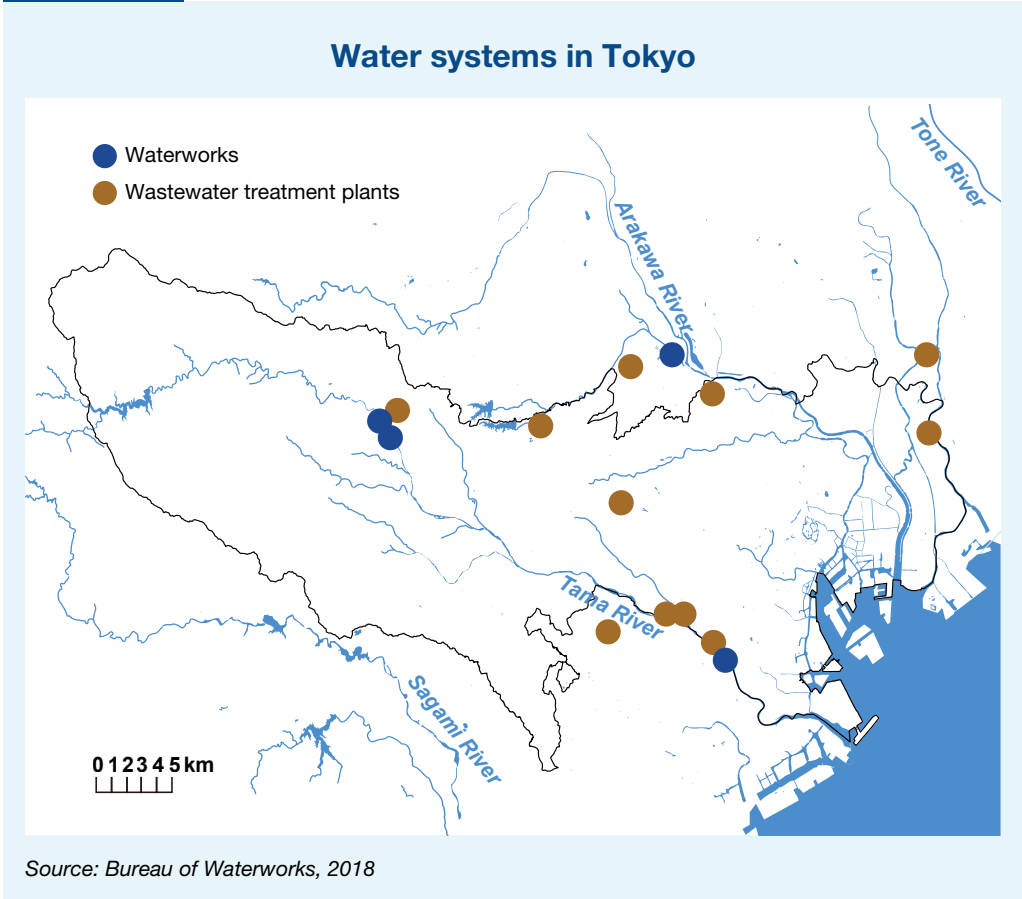 Water systems in Tokyo
Waterworks
Wastewater treatment plants
Tone River
Arakawa River
Tama River
Sagami River
0 1 2 3 4 5 km
Source: Bureau of Waterworks, 2018